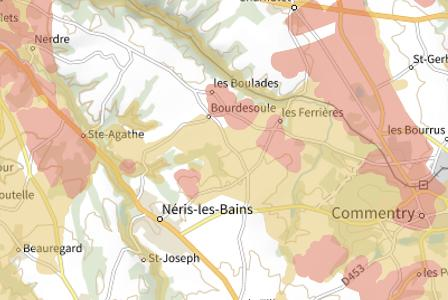 Nerdre
St-Ger
les Boulades
Bourdesoule
les Ferrières
Ste-Agathe
les Bourrus
Néris-les-Bains
Commentry
Beauregard
St-Joseph
D453